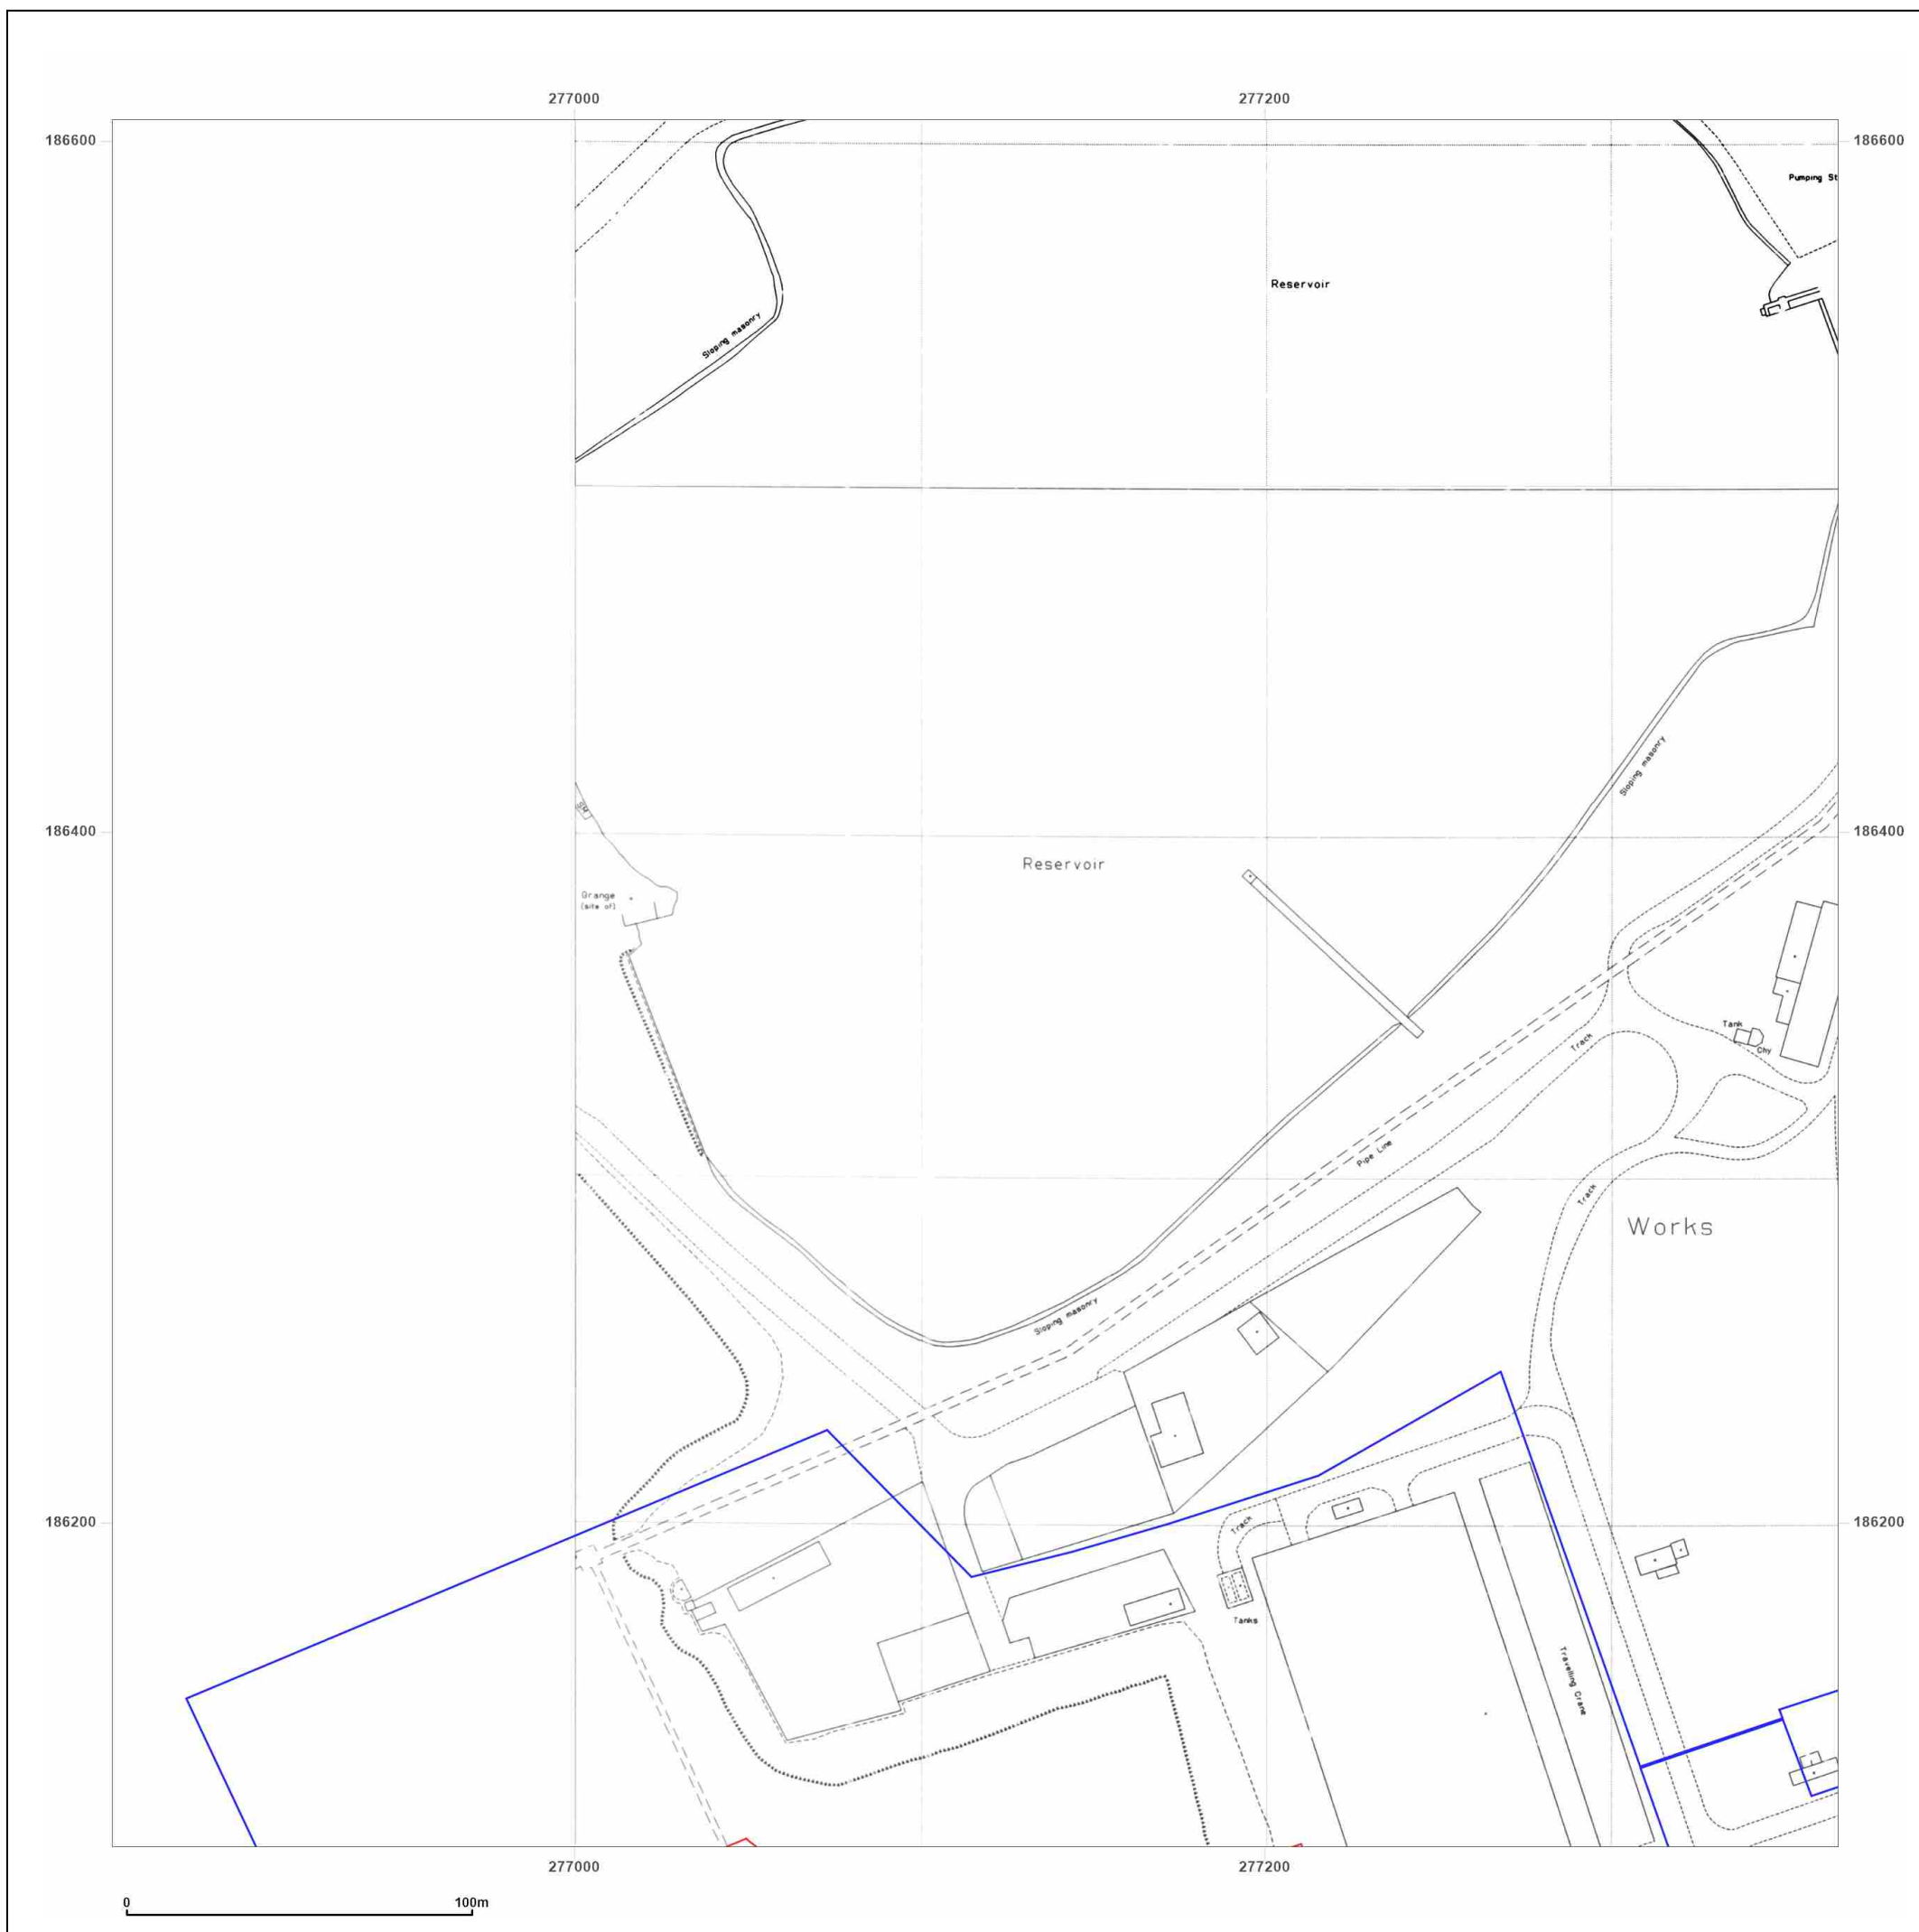 277000
277200
186600
186600
Pumping St
Reservoir
Sloping masonry
Sloping masonry
SM
186400
186400
Reservoir
Grange
(site of)
Tank
Chy
Track
Pipe Line
Track
Works
Sloping masonry
186200
186200
Track
Tanks
Travelling Crane
277000
277200
0
100m